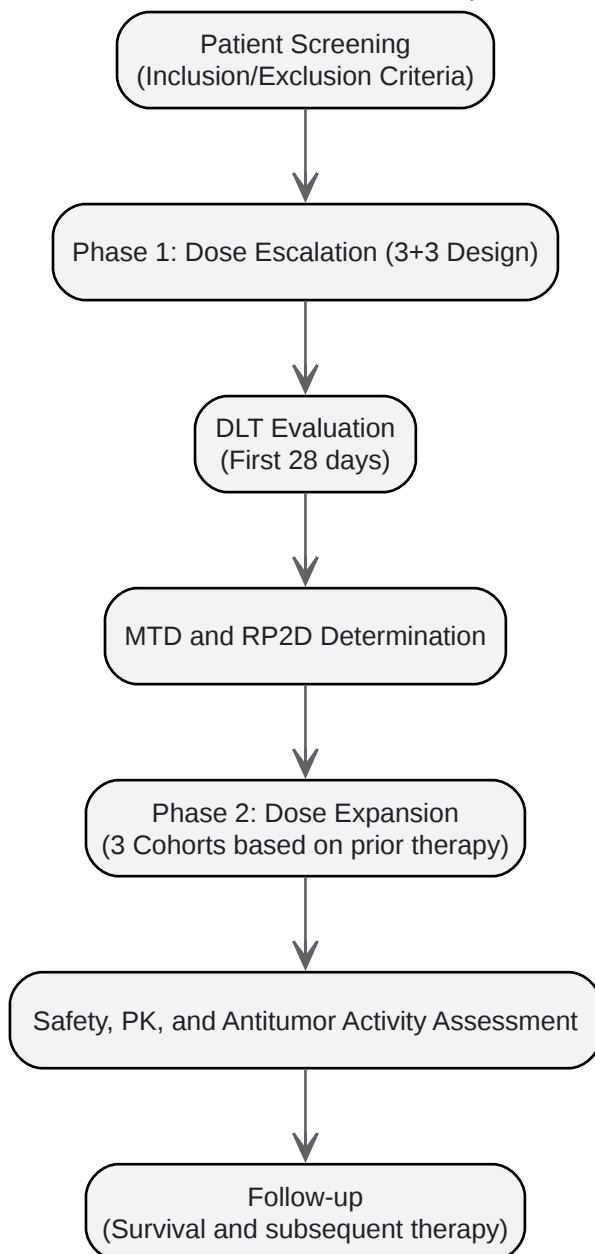 Patient Screening
(Inclusion/Exclusion Criteria)
Phase 1: Dose Escalation (3+3 Design)
DLT Evaluation
(First 28 days)
MTD and RP2D Determination
Phase 2: Dose Expansion
(3 Cohorts based on prior therapy)
Safety, PK, and Antitumor Activity Assessment
Follow-up
(Survival and subsequent therapy)